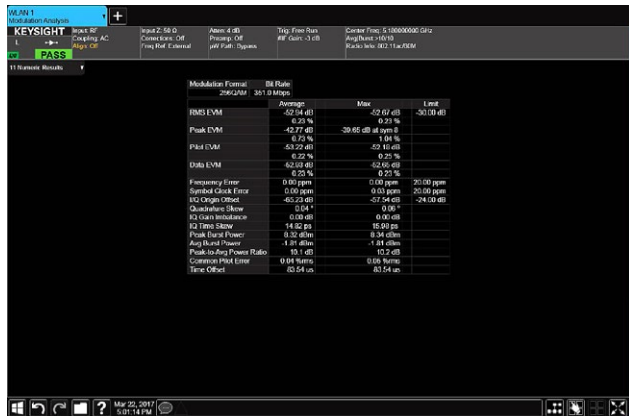 WLAN 1
Modulation Analysis
+
KEYSIGHT Input: RF Input Z: 50 Ω Atten: 4 dB Trig: Free Run Center Freq: 5.180000000 GHz
L Coupling: AC Corrections: Off Preamp: Off #IF Gain: -3 dB Avg|Burst:>10/10
Align: Off Freq Ref: External µW Path: Bypass Radio Info: 802.11ac/80M
PASS
11 Numeric Results
Modulation Format Bit Rate
256QAM 351.0 Mbps
Average Max Limit
RMS EVM -52.94 dB -52.67 dB -30.00 dB
0.23 % 0.23 %
Peak EVM -42.77 dB -39.65 dB at sym 8
0.73 % 1.04 %
Pilot EVM -53.22 dB -52.18 dB
0.22 % 0.25 %
Data EVM -52.93 dB -52.65 dB
0.23 % 0.23 %
Frequency Error 0.00 ppm 0.00 ppm 20.00 ppm
Symbol Clock Error 0.00 ppm 0.03 ppm 20.00 ppm
I/Q Origin Offset -65.23 dB -57.54 dB -24.00 dB
Quadrature Skew 0.04 ° 0.06 °
IQ Gain Imbalance 0.00 dB 0.00 dB
IQ Time Skew 14.82 ps 15.98 ps
Peak Burst Power 8.32 dBm 8.34 dBm
Avg Burst Power -1.81 dBm -1.81 dBm
Peak-to-Avg Power Ratio 10.1 dB 10.2 dB
Common Pilot Error 0.04 %rms 0.06 %rms
Time Offset 83.54 us 83.54 us
?
Mar 22, 2017
5:01:14 PM